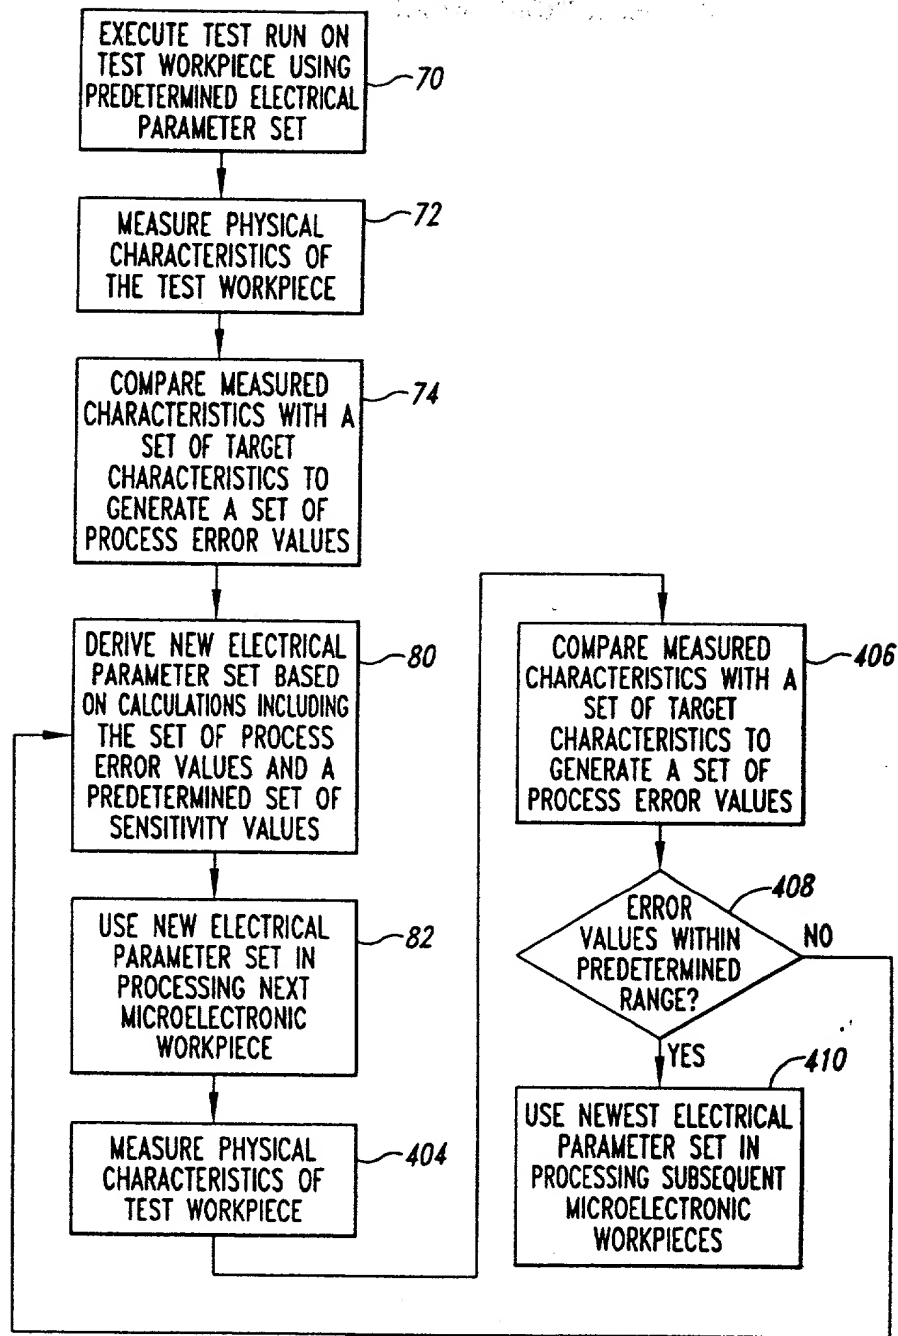 EXECUTE TEST RUN ON
TEST WORKPIECE USING
PREDETERMINED ELECTRICAL
PARAMETER SET
70
MEASURE PHYSICAL
CHARACTERISTICS OF
THE TEST WORKPIECE
72
COMPARE MEASURED
CHARACTERISTICS WITH A
SET OF TARGET
CHARACTERISTICS TO
GENERATE A SET OF
PROCESS ERROR VALUES
74
DERIVE NEW ELECTRICAL
PARAMETER SET BASED
ON CALCULATIONS INCLUDING
THE SET OF PROCESS
ERROR VALUES AND A
PREDETERMINED SET OF
SENSITIVITY VALUES
80
USE NEW ELECTRICAL
PARAMETER SET IN
PROCESSING NEXT
MICROELECTRONIC
WORKPIECE
82
MEASURE PHYSICAL
CHARACTERISTICS OF
TEST WORKPIECE
404
COMPARE MEASURED
CHARACTERISTICS WITH A
SET OF TARGET
CHARACTERISTICS TO
GENERATE A SET OF
PROCESS ERROR VALUES
406
ERROR
VALUES WITHIN
PREDETERMINED
RANGE?
408
NO
YES
USE NEWEST ELECTRICAL
PARAMETER SET IN
PROCESSING SUBSEQUENT
MICROELECTRONIC
WORKPIECES
410